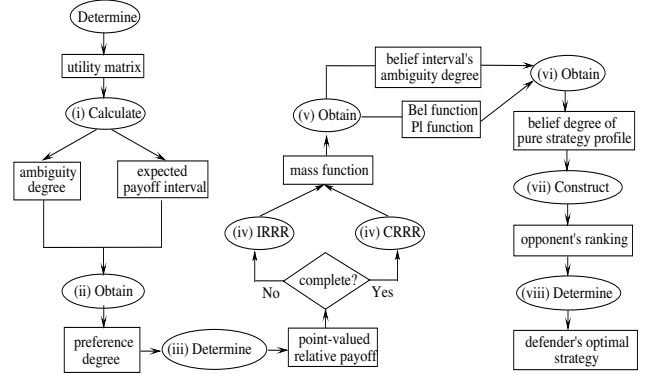 Determine
utility matrix
(i) Calculate
ambiguity
degree
expected
payoff interval
(ii) Obtain
preference
degree
(iii) Determine
point-valued
relative payoff
complete?
No
Yes
(iv) IRRR
(iv) CRRR
mass function
(v) Obtain
belief interval's
ambiguity degree
Bel function
Pl function
(vi) Obtain
belief degree of
pure strategy profile
(vii) Construct
opponent's ranking
(viii) Determine
defender's optimal
strategy